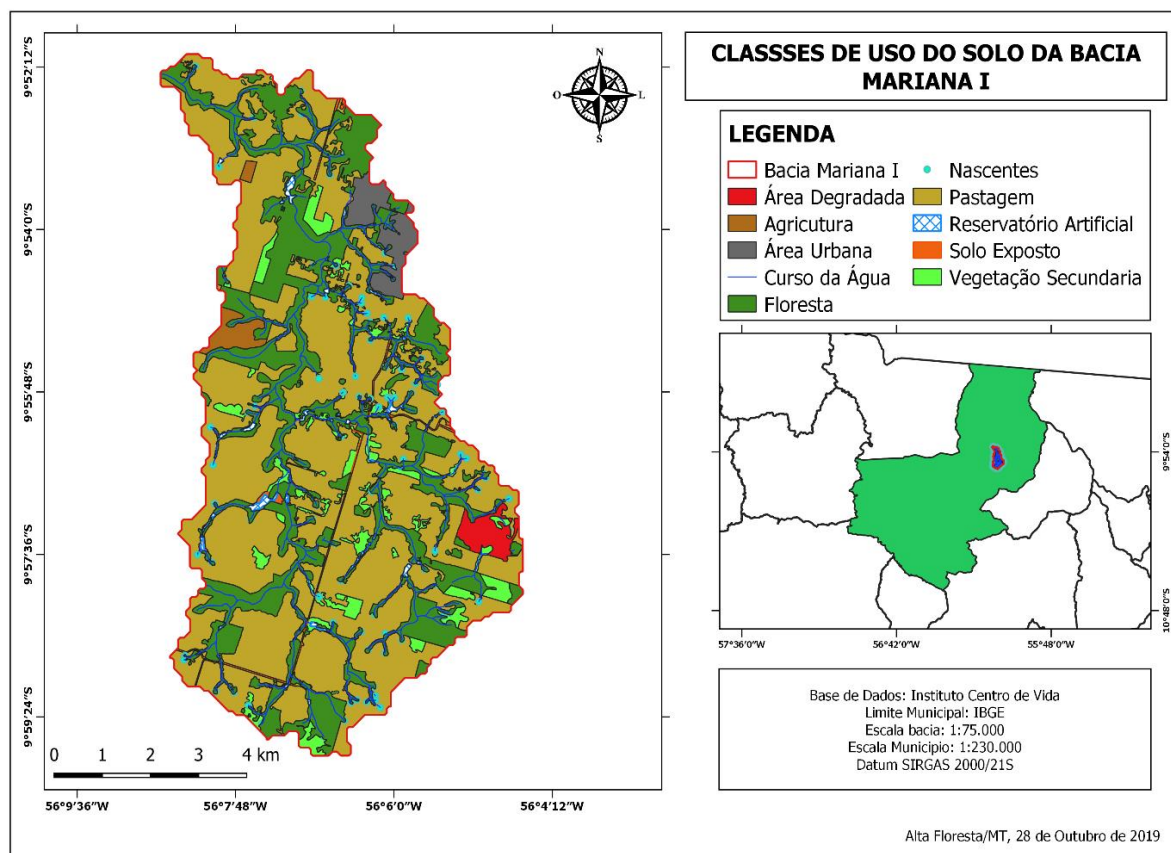 CLASSSES DE USO DO SOLO DA BACIA
MARIANA I
LEGENDA
Bacia Mariana I
Área Degradada
Agricutura
Área Urbana
Curso da Água
Floresta
Nascentes
Pastagem
Reservatório Artificial
Solo Exposto
Vegetação Secundaria
N
O
L
S
9°52'12"S
9°54'0"S
9°55'48"S
9°57'36"S
9°59'24"S
0 1 2 3 4 km
56°9'36"W 56°7'48"W 56°6'0"W 56°4'12"W
9°54'0"S
10°48'0"S
57°36'0"W 56°42'0"W 55°48'0"W
Base de Dados: Instituto Centro de Vida
Limite Municipal: IBGE
Escala bacia: 1:75.000
Escala Municipio: 1:230.000
Datum SIRGAS 2000/21S
Alta Floresta/MT, 28 de Outubro de 2019